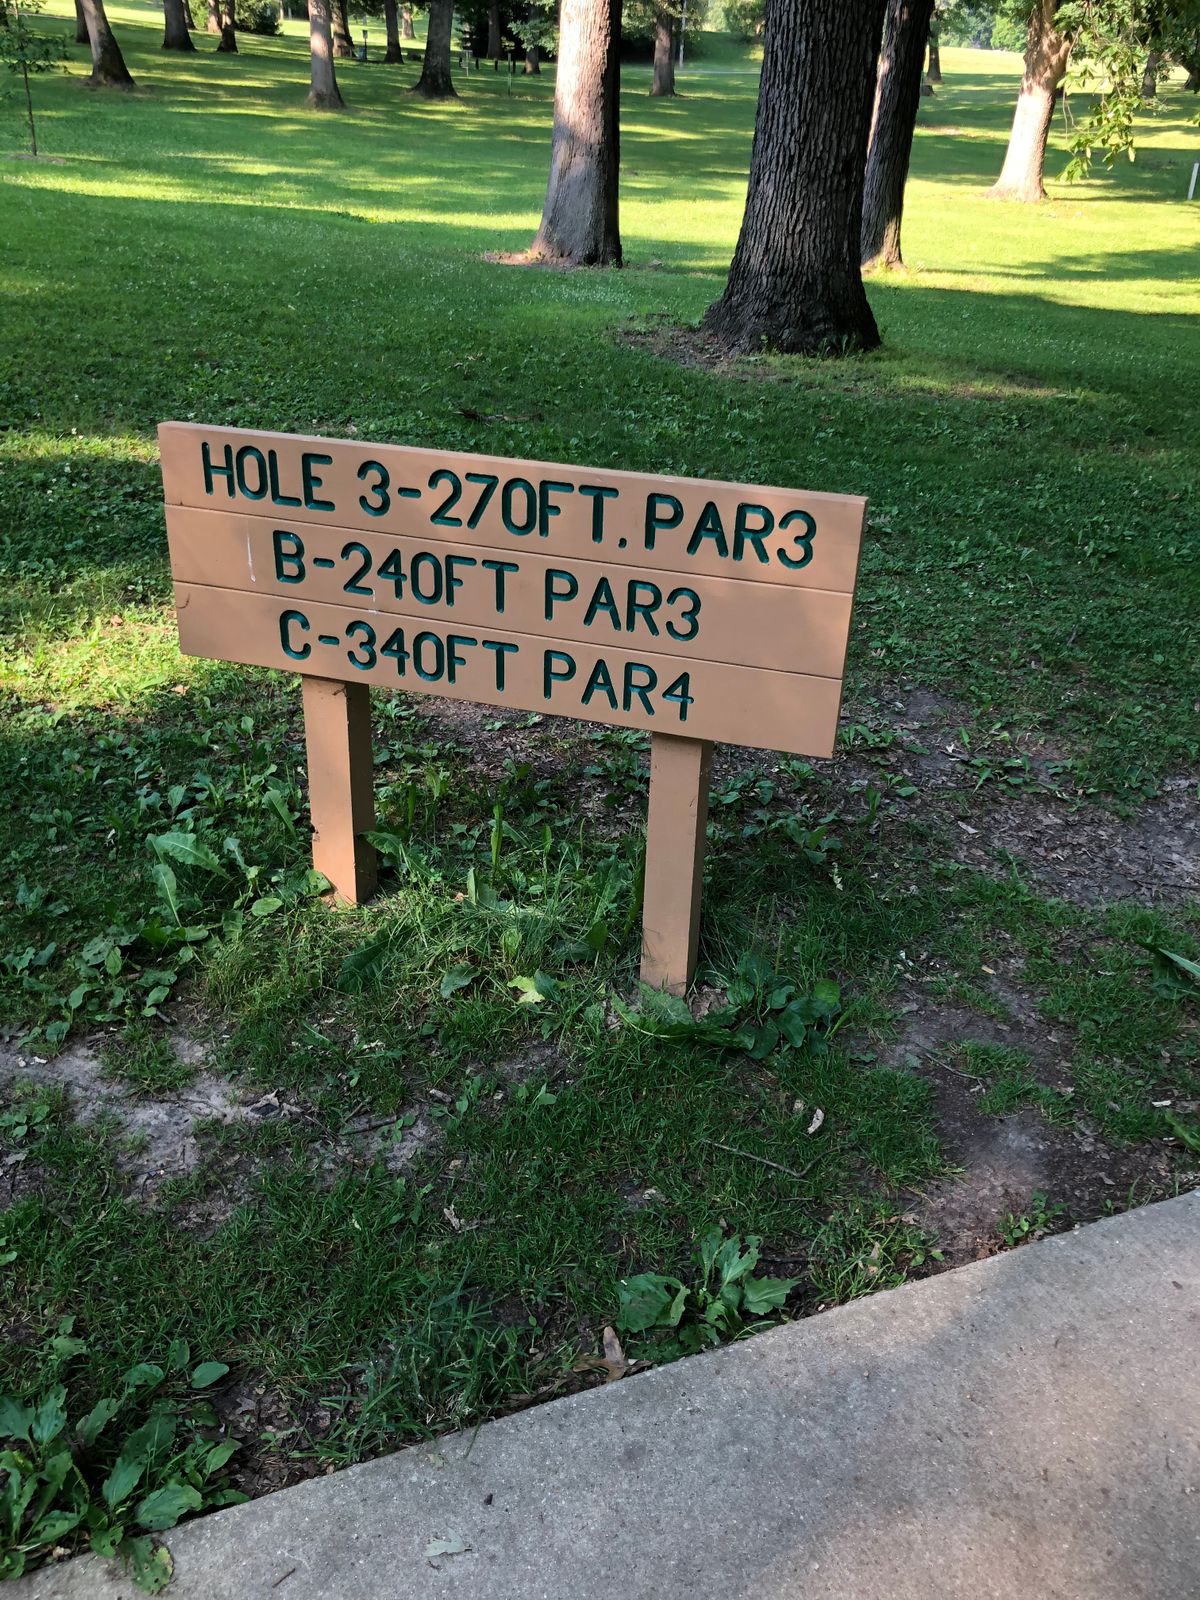 HOLE 3-270FT. PAR3
B-240FT PAR3
C-340FT PAR4